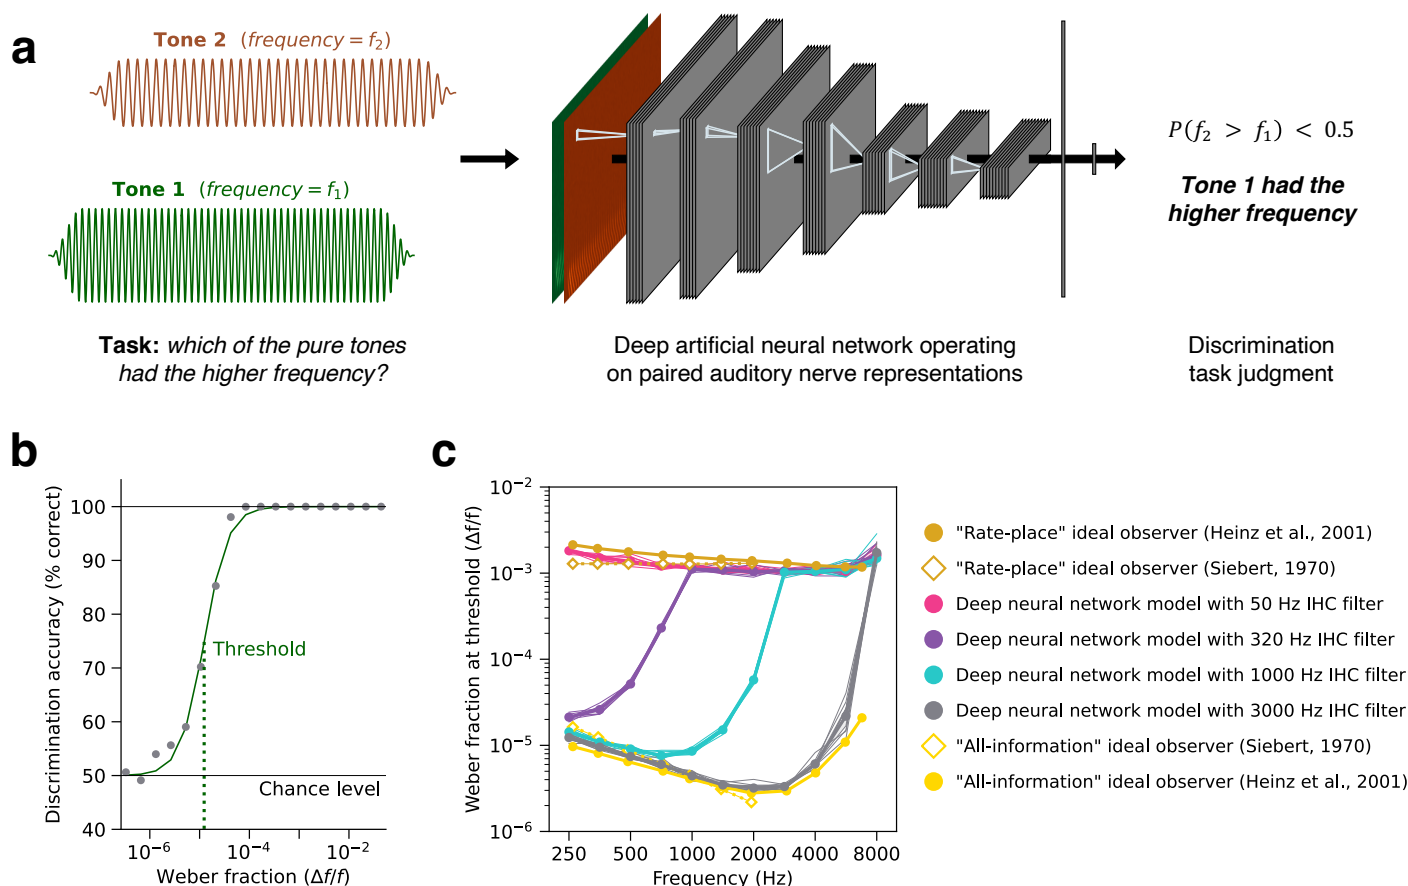 a
Tone 2 (frequency = f₂)
Tone 1 (frequency = f₁)
Task: which of the pure tones
had the higher frequency?
Deep artificial neural network operating
on paired auditory nerve representations
P(f₂ > f₁) < 0.5
Tone 1 had the
higher frequency
Discrimination
task judgment
b
Discrimination accuracy (% correct)
100
90
80
70
60
50
40
Threshold
Chance level
10⁻⁶
10⁻⁴
10⁻²
Weber fraction (Δf/f)
c
Weber fraction at threshold (Δf/f)
10⁻²
10⁻³
10⁻⁴
10⁻⁵
10⁻⁶
250
500
1000
2000
4000
8000
Frequency (Hz)
"Rate-place" ideal observer (Heinz et al., 2001)
"Rate-place" ideal observer (Siebert, 1970)
Deep neural network model with 50 Hz IHC filter
Deep neural network model with 320 Hz IHC filter
Deep neural network model with 1000 Hz IHC filter
Deep neural network model with 3000 Hz IHC filter
"All-information" ideal observer (Siebert, 1970)
"All-information" ideal observer (Heinz et al., 2001)